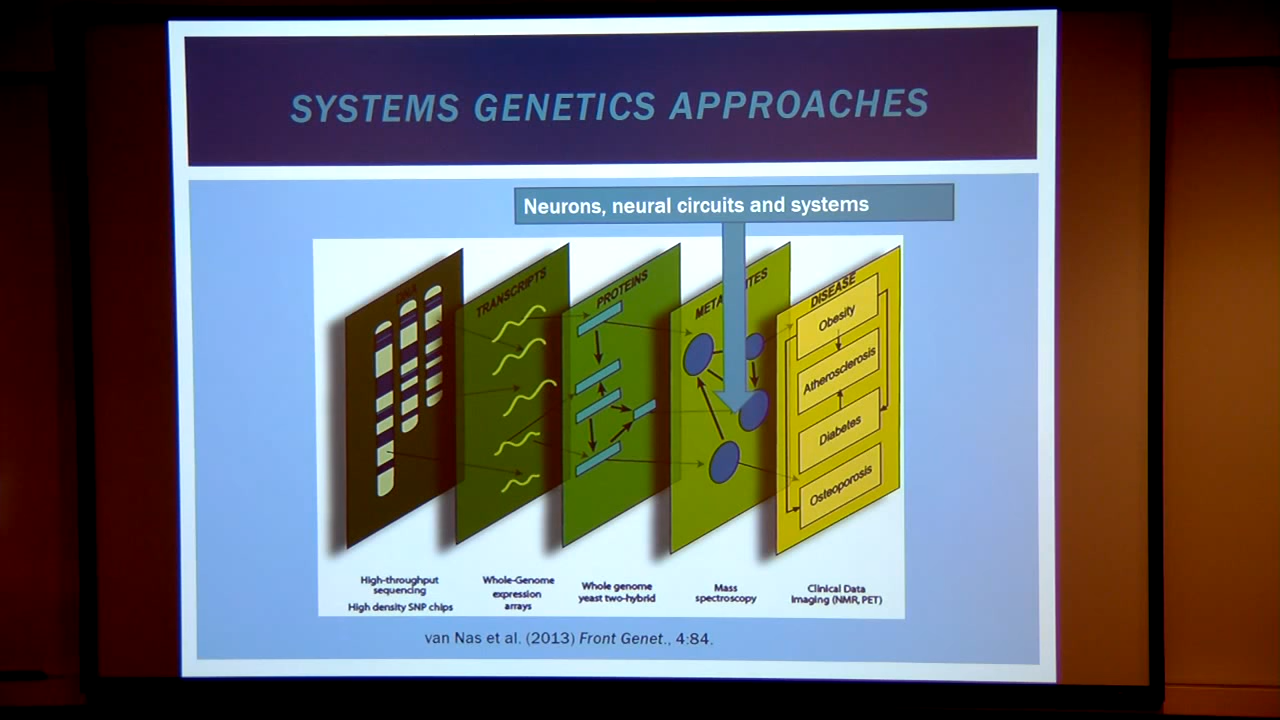 SYSTEMS GENETICS APPROACHES
Neurons, neural circuits and systems
DNA
TRANSCRIPTS
PROTEINS
DISEASE
Obesity
Atherosclerosis
Diabetes
Osteoporosis
High-throughput
sequencing
High density SNP chips
Whole-Genome
expression
arrays
Whole genome
yeast two-hybrid
Mass
spectroscopy
Clinical Data
Imaging (NMR, PET)
van Nas et al. (2013) Front Genet., 4:84.